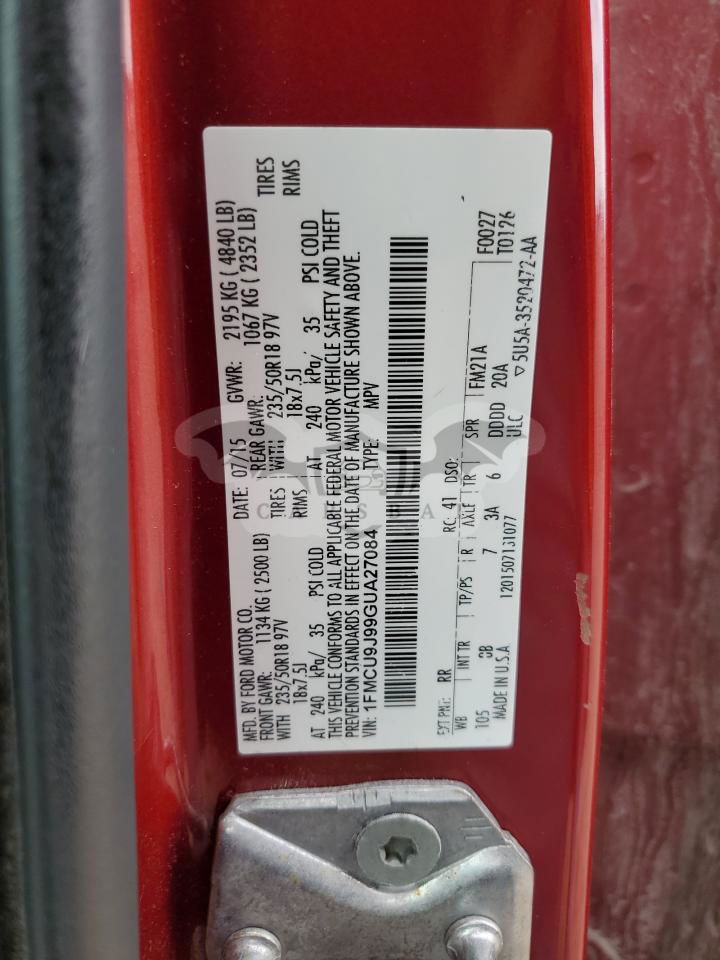 MFD. BY FORD MOTOR CO. DATE: 07/15 GVWR: 2195 KG ( 4840 LB)
FRONT GAWR: 1134 KG ( 2500 LB) REAR GAWR: 1067 KG ( 2352 LB)
WITH 235/50R18 97V TIRES WITH 235/50R18 97V TIRES
18x7.5J RIMS 18x7.5J RIMS
AT 240 kPa/ 35 PSI COLD AT 240 kPa/ 35 PSI COLD
THIS VEHICLE CONFORMS TO ALL APPLICABLE FEDERAL MOTOR VEHICLE SAFETY AND THEFT
PREVENTION STANDARDS IN EFFECT ON THE DATE OF MANUFACTURE SHOWN ABOVE.
VIN: 1FMCU9J99GUA27084 TYPE: MPV
EXT PNT: RR RC: 41 DSO: F0027
WB INT TR TP/PS R AXLE TR SPR FM21A T0126
105 7 3A 6 DDDD 20A
MADE IN U.S.A 1201507131077 ULC ▽5U5A-3520472-AA